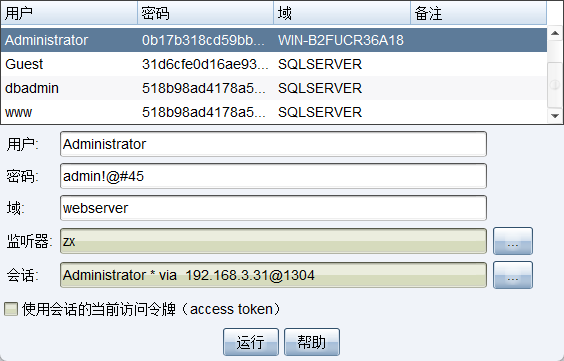 用户 密码 域 备注
Administrator 0b17b318cd59bb... WIN-B2FUCR36A18
Guest 31d6cfe0d16ae93... SQLSERVER
dbadmin 518b98ad4178a5... SQLSERVER
www 518b98ad4178a5... SQLSERVER
用户: Administrator
密码: admin!@#45
域: webserver
监听器: zx ...
会话: Administrator * via 192.168.3.31@1304 ...
使用会话的当前访问令牌（access token）
运行 帮助